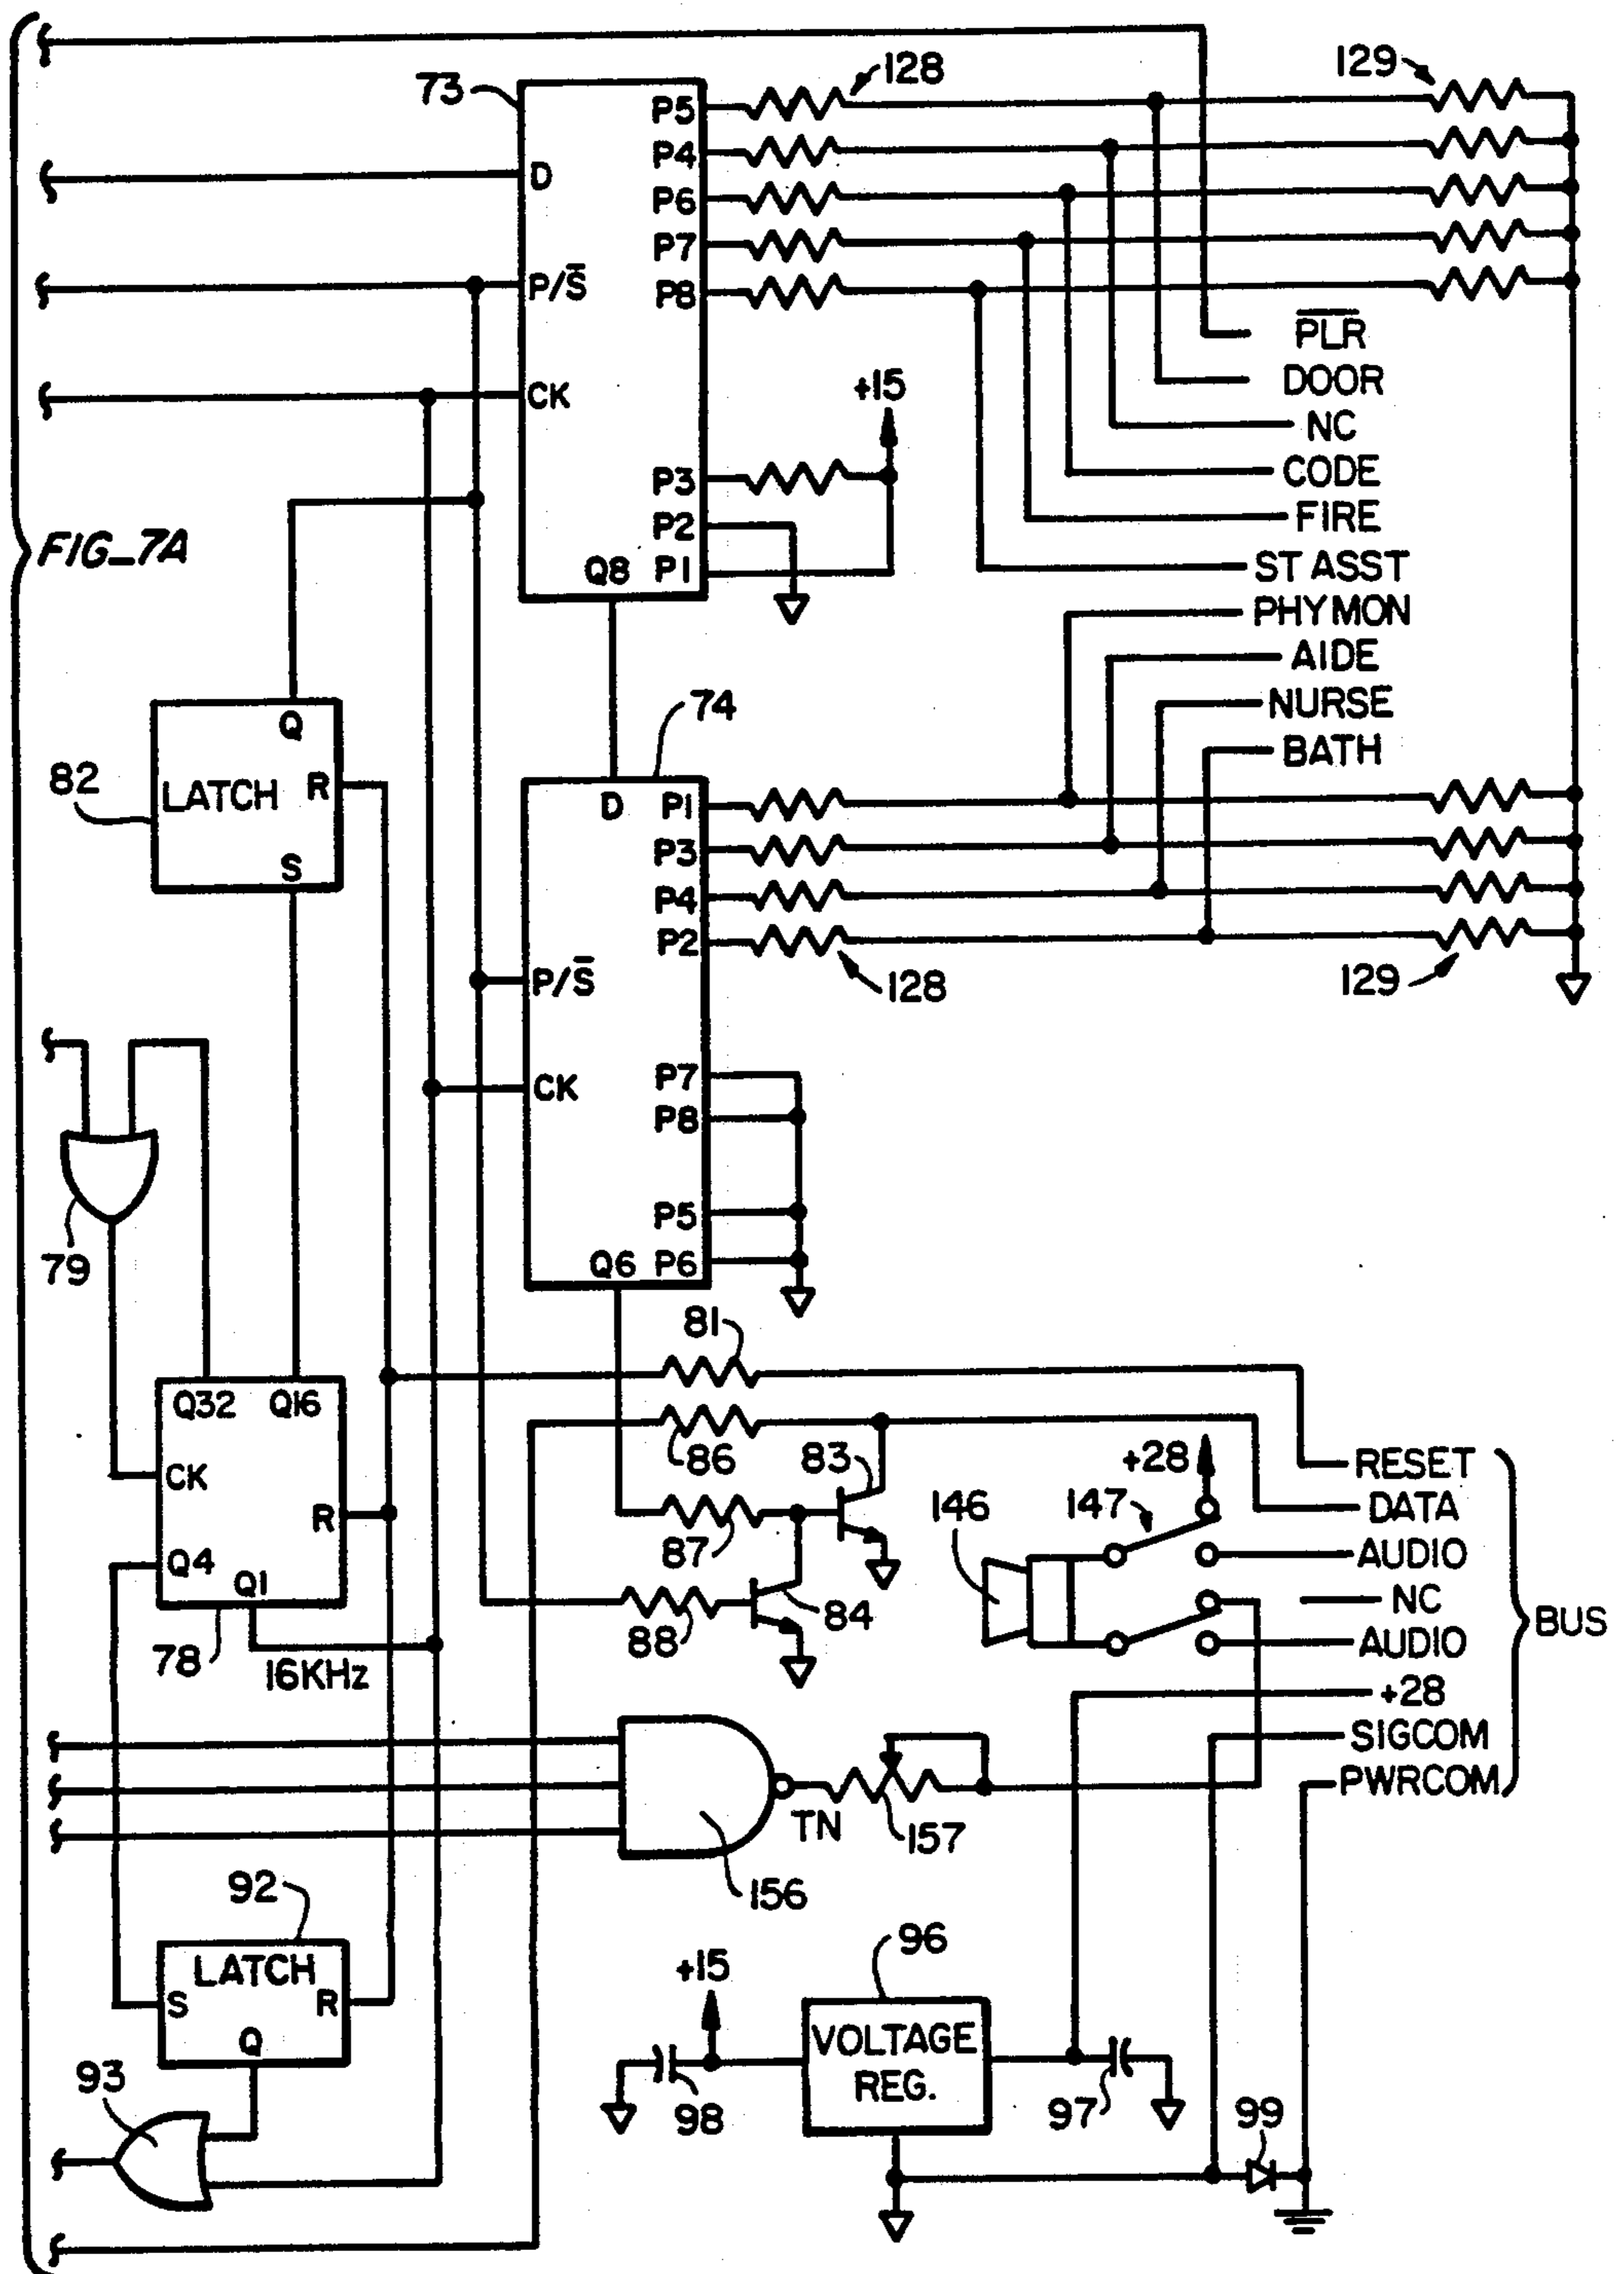 128
129
73
P5
P4
D
P6
P7
P/S̅
P8
P̅L̅R̅
+15
DOOR
CK
NC
CODE
P3
FIRE
P2
FIG_7A
Q8 P1
ST ASST
PHYMON
AIDE
74
NURSE
Q
BATH
82
LATCH
R
D
P1
P3
S
P4
P2
P/S̅
128
129
P7
CK
P8
P5
79
Q6 P6
81
Q32 Q16
86
83
+28
RESET
CK
146
147
DATA
R
87
AUDIO
Q4
Q1
84
NC
BUS
88
AUDIO
78
16KHz
+28
SIGCOM
PWRCOM
TN
157
92
156
96
LATCH
+15
S
R
VOLTAGE
REG.
Q
93
98
97
99